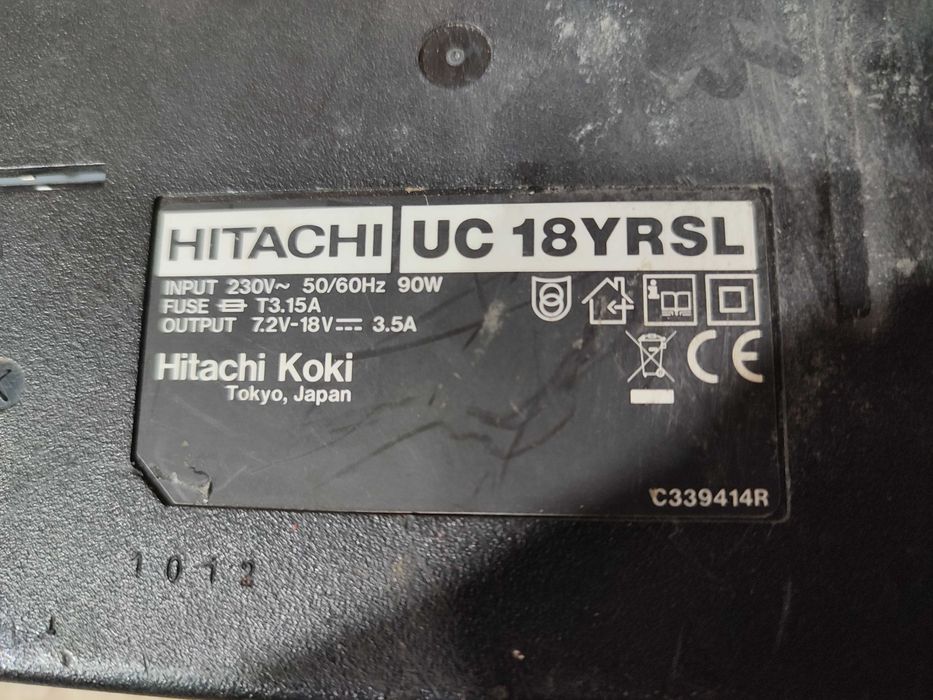 HITACHI UC 18YRSL
INPUT 230V~ 50/60Hz 90W
FUSE T3.15A
OUTPUT 7.2V-18V⎓ 3.5A
Hitachi Koki
Tokyo, Japan
CE
C339414R
1012